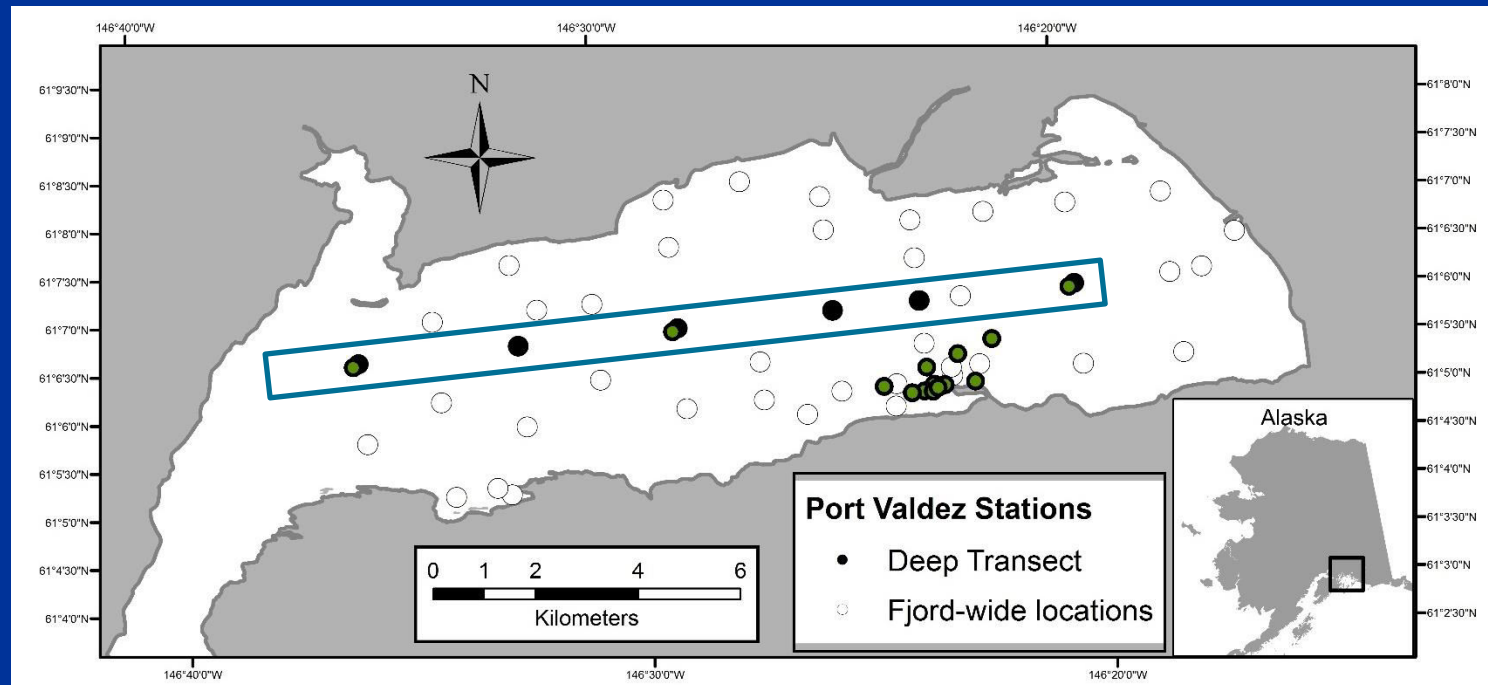 146°40'0"W 146°30'0"W 146°20'0"W
N
61°9'30"N
61°9'0"N
61°8'30"N
61°8'0"N
61°7'30"N
61°7'0"N
61°6'30"N
61°6'0"N
61°5'30"N
61°5'0"N
61°4'30"N
61°4'0"N
61°8'0"N
61°7'30"N
61°7'0"N
61°6'30"N
61°6'0"N
61°5'30"N
61°5'0"N
61°4'30"N
61°4'0"N
61°3'30"N
61°3'0"N
61°2'30"N
0 1 2 4 6
Kilometers
Port Valdez Stations
Deep Transect
Fjord-wide locations
Alaska
146°40'0"W 146°30'0"W 146°20'0"W